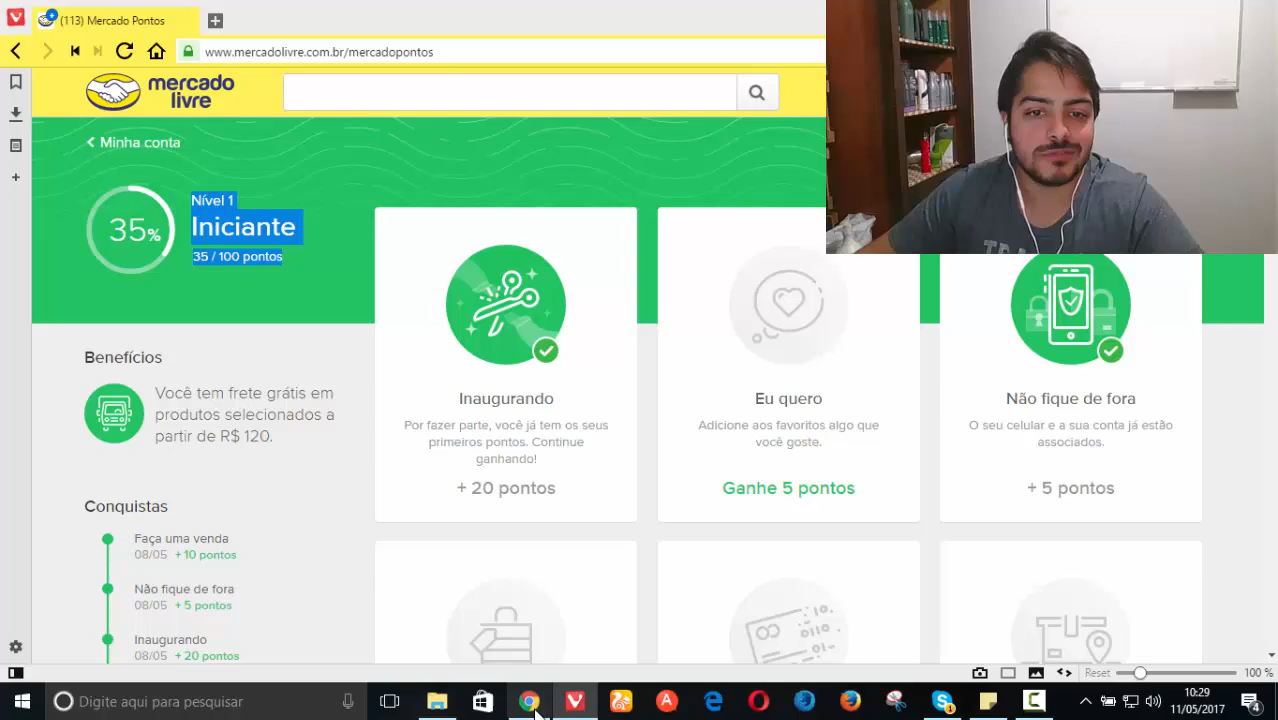 (113) Mercado Pontos
www.mercadolivre.com.br/mercadopontos
mercado
livre
Minha conta
35%
Nível 1
Iniciante
35 / 100 pontos
Benefícios
Você tem frete grátis em
produtos selecionados a
partir de R$ 120.
Conquistas
Faça uma venda
08/05 + 10 pontos
Não fique de fora
08/05 + 5 pontos
Inaugurando
08/05 + 20 pontos
Inaugurando
Por fazer parte, você já tem os seus
primeiros pontos. Continue
ganhando!
+ 20 pontos
Eu quero
Adicione aos favoritos algo que
você goste.
Ganhe 5 pontos
Não fique de fora
O seu celular e a sua conta já estão
associados.
+ 5 pontos
Reset
100 %
Digite aqui para pesquisar
10:29
11/05/2017